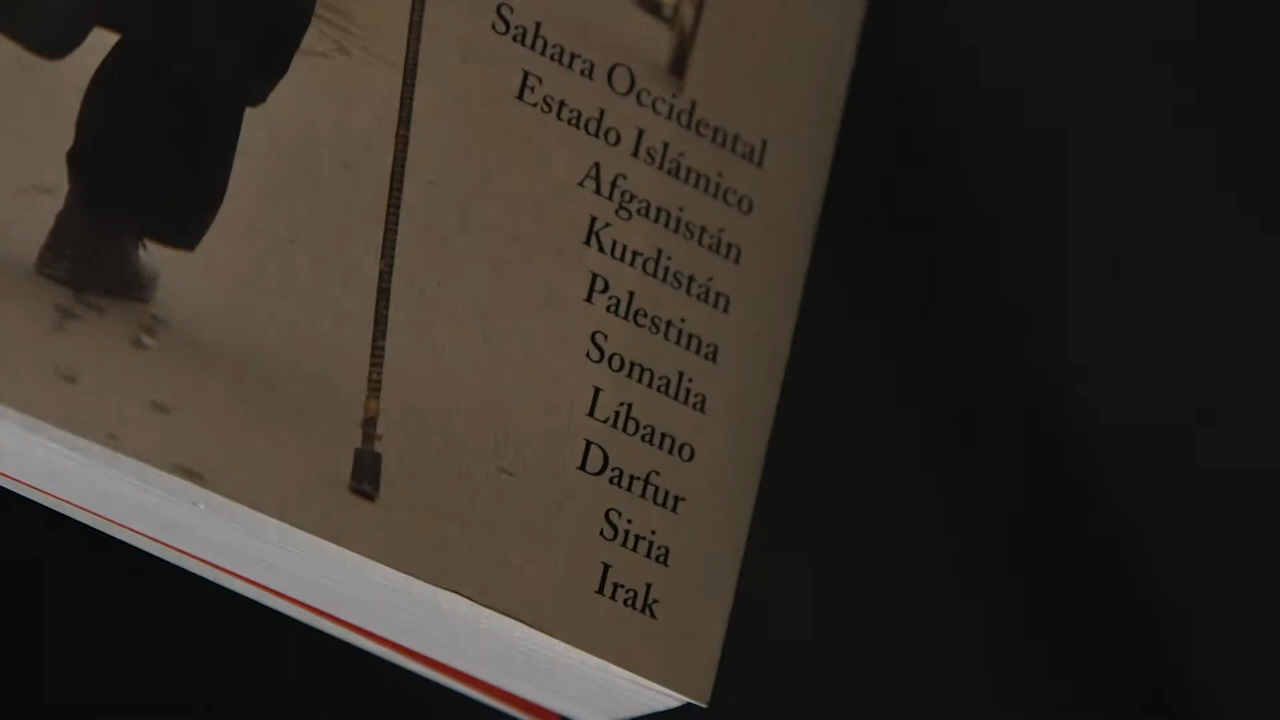 Sahara Occidental
Estado Islámico
Afganistán
Kurdistán
Palestina
Somalia
Líbano
Darfur
Siria
Irak